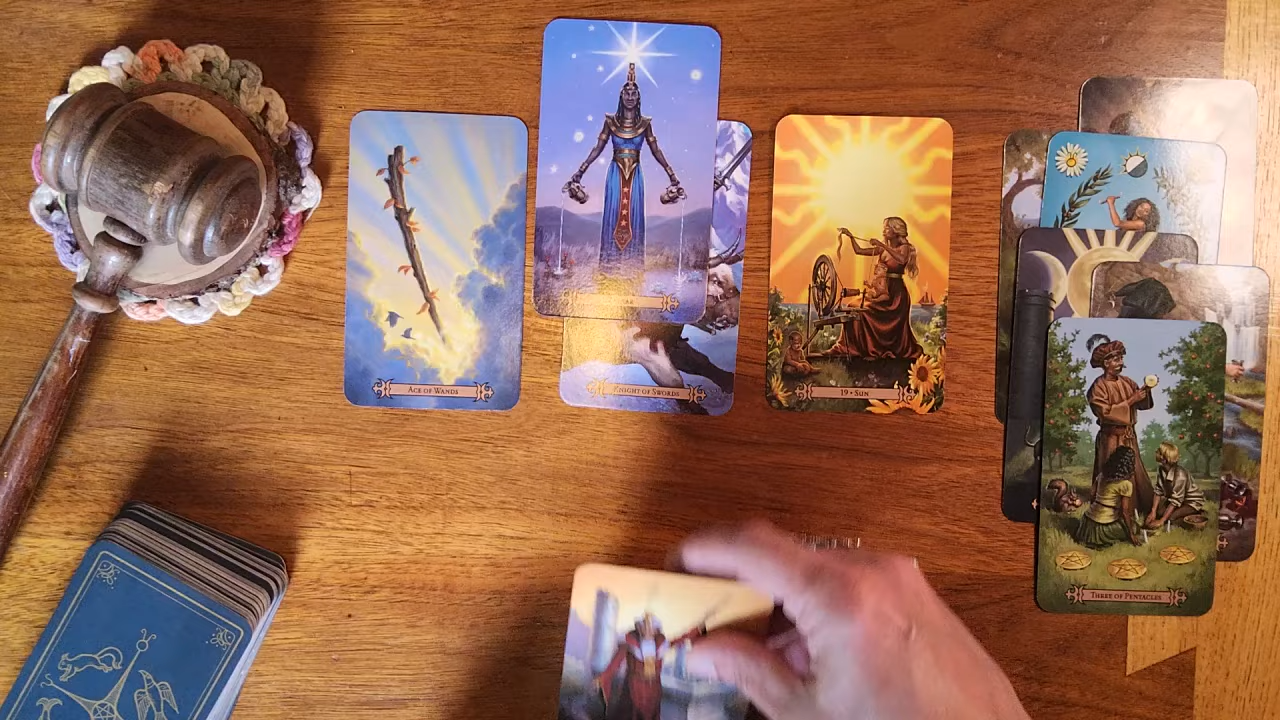 ACE OF WANDS
KNIGHT OF SWORDS
19 • SUN
THREE OF PENTACLES